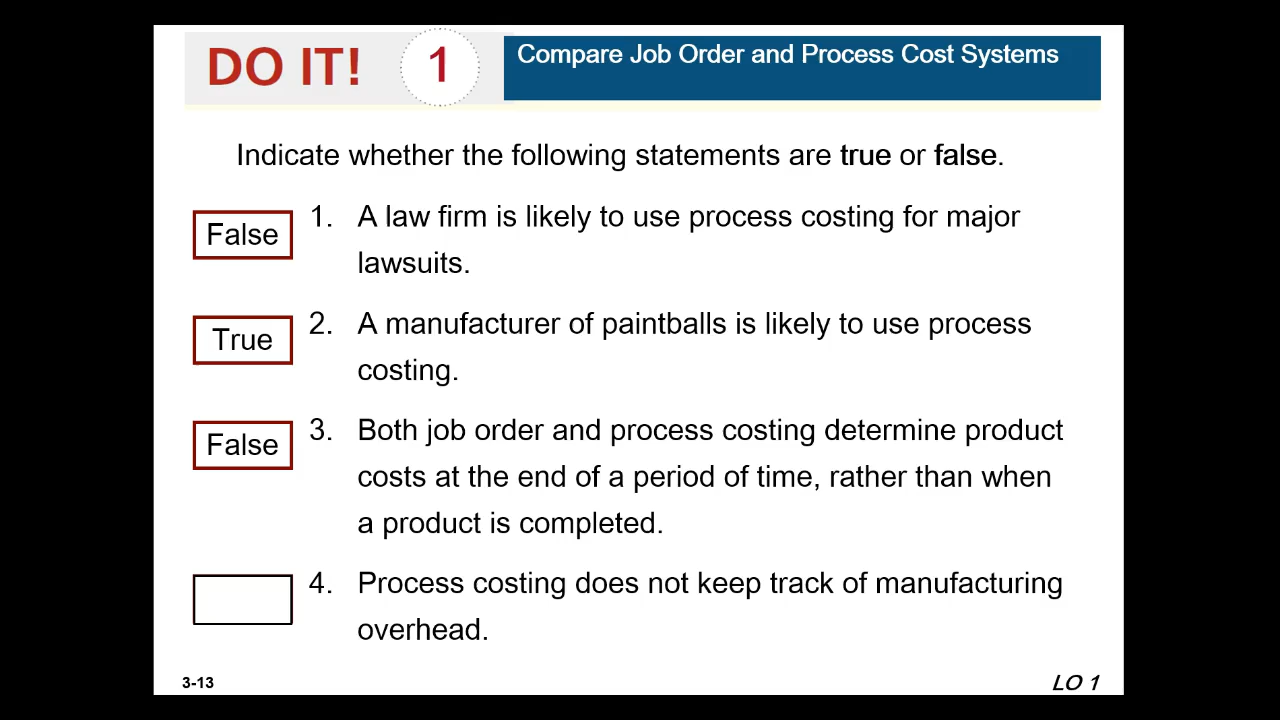 DO IT! 1 Compare Job Order and Process Cost Systems
Indicate whether the following statements are true or false.
False 1. A law firm is likely to use process costing for major
lawsuits.
True 2. A manufacturer of paintballs is likely to use process
costing.
False 3. Both job order and process costing determine product
costs at the end of a period of time, rather than when
a product is completed.
4. Process costing does not keep track of manufacturing
overhead.
3-13 LO 1